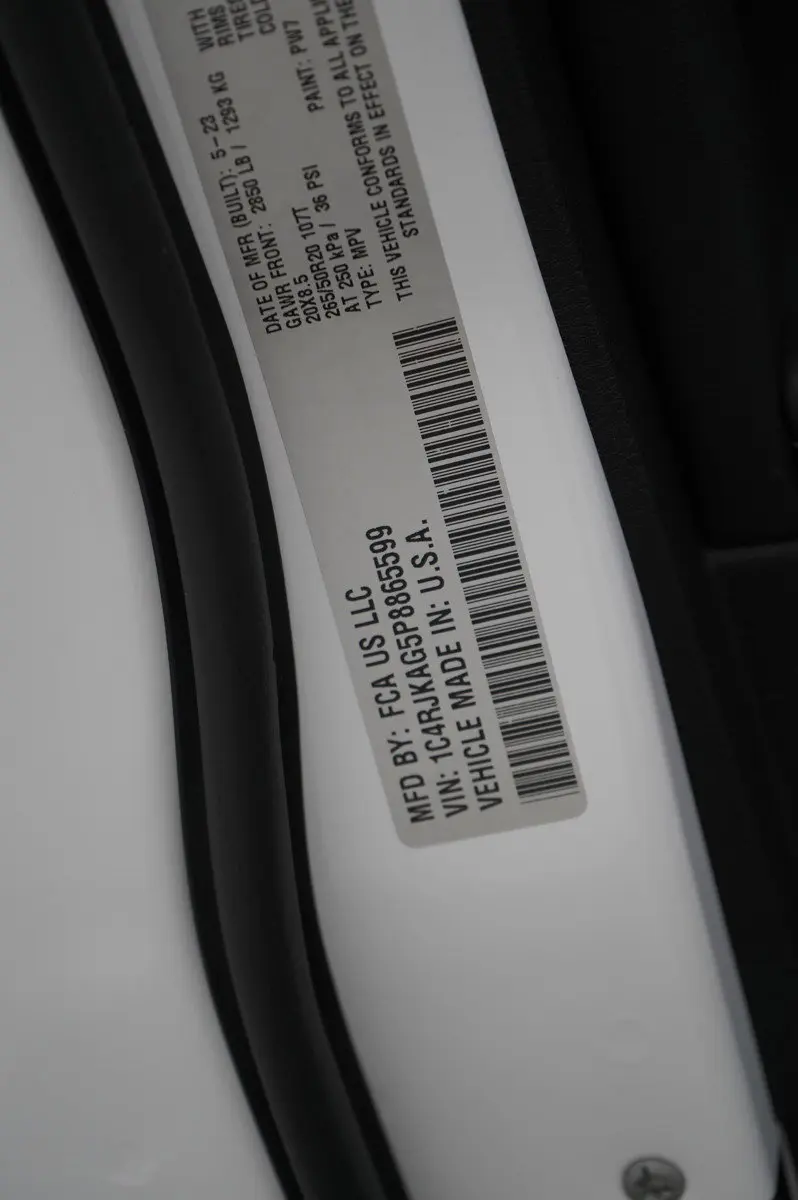 MFD BY: FCA US LLC
VIN: 1C4RJKAG5P8865599
VEHICLE MADE IN: U.S.A.
DATE OF MFR (BUILT): 5-23
GAWR FRONT: 2850 LB / 1293 KG WITH
20X8.5 RIMS
265/50R20 107T TIRES
AT 250 kPa / 36 PSI COLD
TYPE: MPV PAINT: PW7
THIS VEHICLE CONFORMS TO ALL
STANDARDS IN EFFECT ON THE